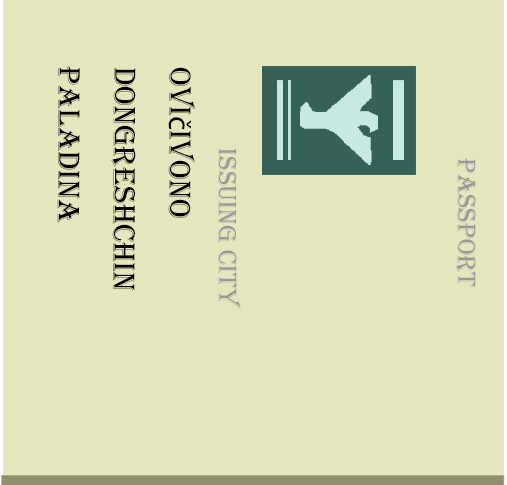 PASSPORT
ISSUING CITY
OVIČIVONO
DONGRESHCHIN
PALADINA